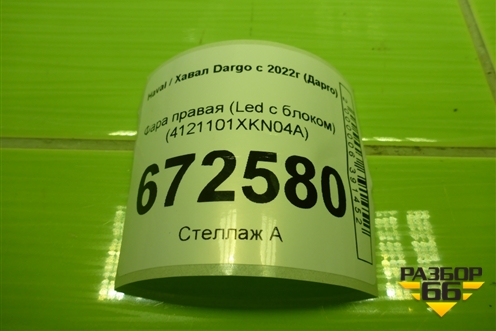 Haval / Хавал Dargo с 2022г (Дарго)
Фара правая (Led с блоком)
(4121101XKN04A)
672580
Стеллаж А
РАЗБОР
66